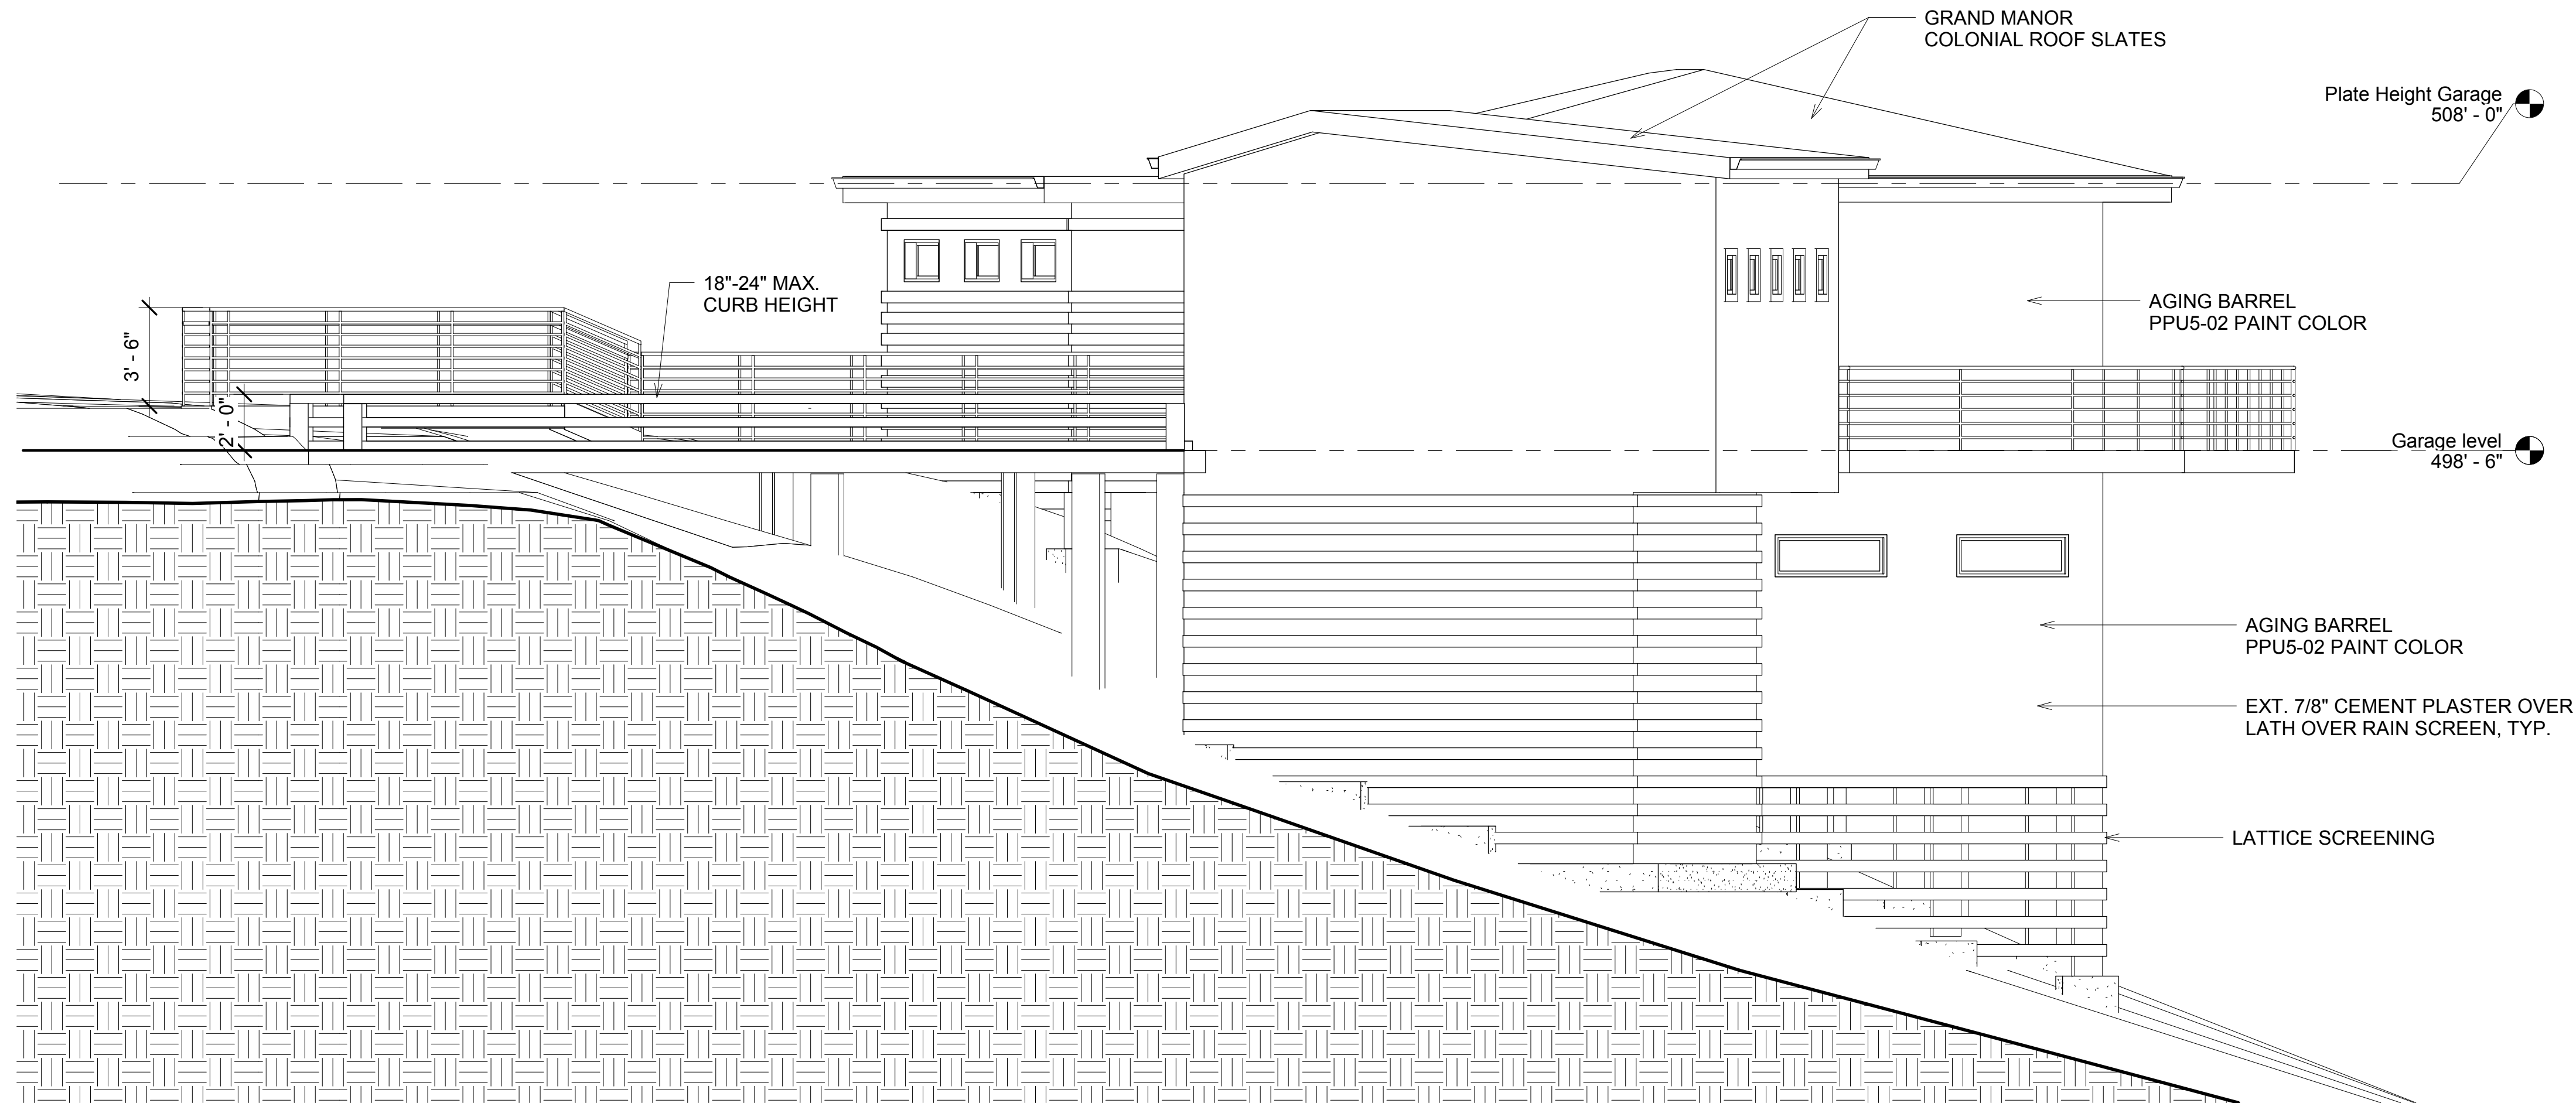 GRAND MANOR
COLONIAL ROOF SLATES
Plate Height Garage
508' - 0"
18"-24" MAX.
CURB HEIGHT
3' - 6"
2' - 0"
AGING BARREL
PPU5-02 PAINT COLOR
Garage level
498' - 6"
AGING BARREL
PPU5-02 PAINT COLOR
EXT. 7/8" CEMENT PLASTER OVER
LATH OVER RAIN SCREEN, TYP.
LATTICE SCREENING